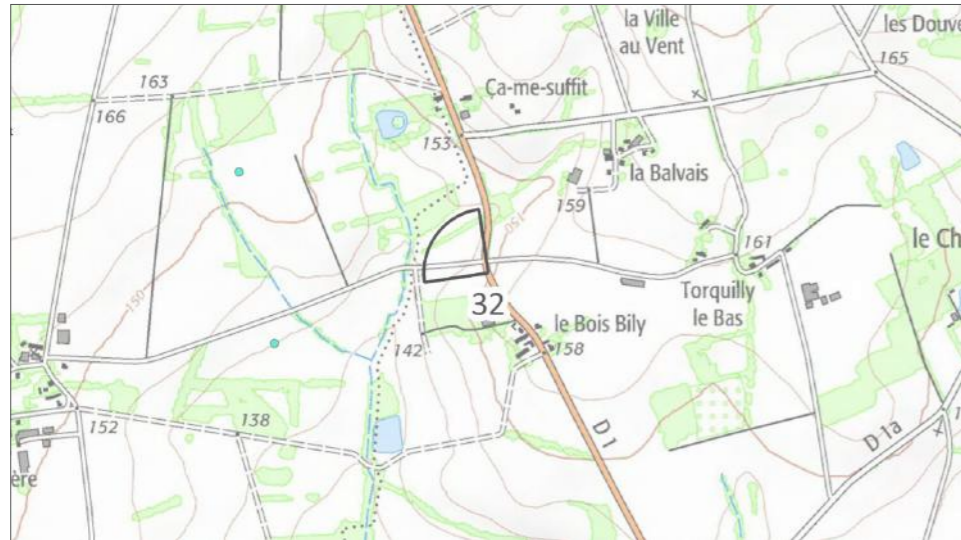 la Ville
au Vent
les Douve
165
163
166
Ça-me-suffit
153
la Balvais
159
150
161
le Ch
Torquilly
le Bas
150
32
le Bois Bily
158
142
152
138
D 1
D 1a
ère